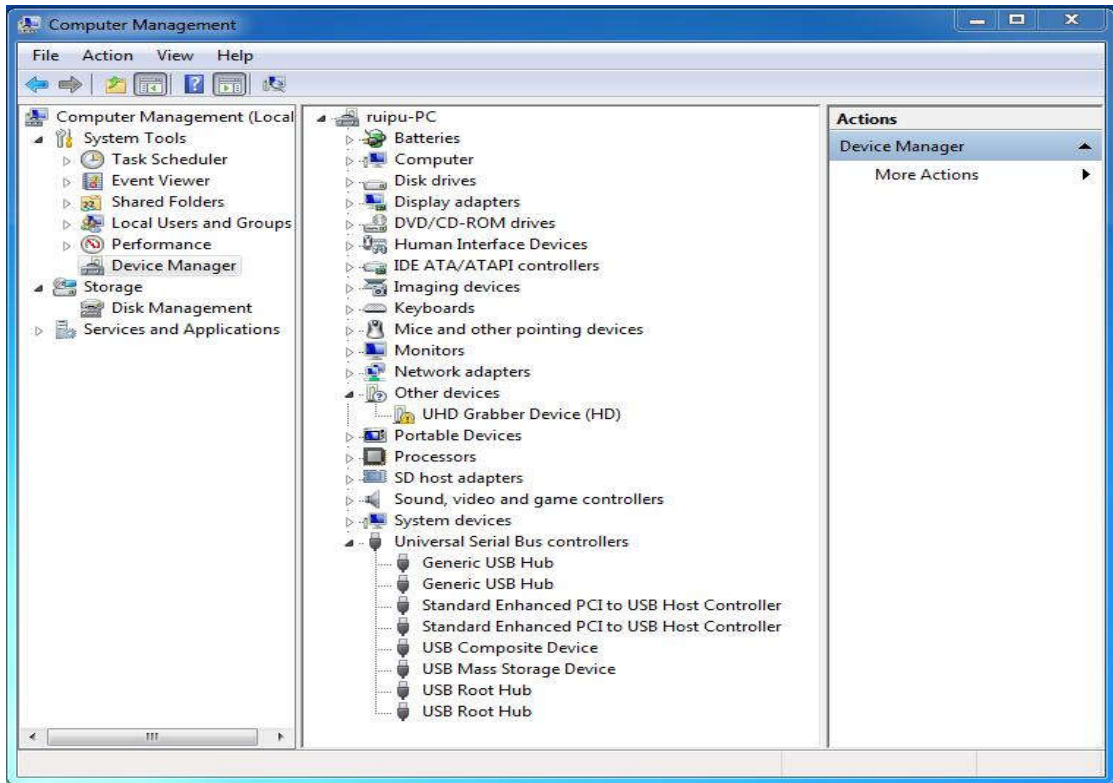 Computer Management
File Action View Help
Computer Management (Local
System Tools
Task Scheduler
Event Viewer
Shared Folders
Local Users and Groups
Performance
Device Manager
Storage
Disk Management
Services and Applications
ruipu-PC
Batteries
Computer
Disk drives
Display adapters
DVD/CD-ROM drives
Human Interface Devices
IDE ATA/ATAPI controllers
Imaging devices
Keyboards
Mice and other pointing devices
Monitors
Network adapters
Other devices
UHD Grabber Device (HD)
Portable Devices
Processors
SD host adapters
Sound, video and game controllers
System devices
Universal Serial Bus controllers
Generic USB Hub
Generic USB Hub
Standard Enhanced PCI to USB Host Controller
Standard Enhanced PCI to USB Host Controller
USB Composite Device
USB Mass Storage Device
USB Root Hub
USB Root Hub
Actions
Device Manager
More Actions